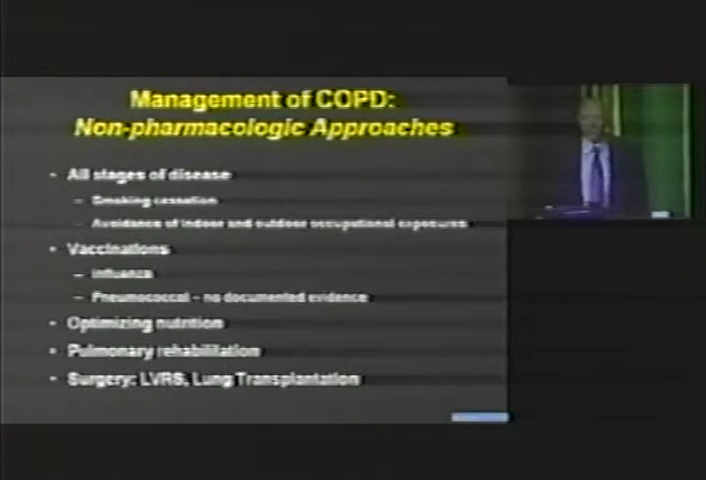 Management of COPD:
Non-pharmacologic Approaches
• All stages of disease
– Smoking cessation
– Avoidance of indoor and outdoor occupational exposures
• Vaccinations
– Influenza
– Pneumococcal – no documented evidence
• Optimizing nutrition
• Pulmonary rehabilitation
• Surgery: LVRS, Lung Transplantation